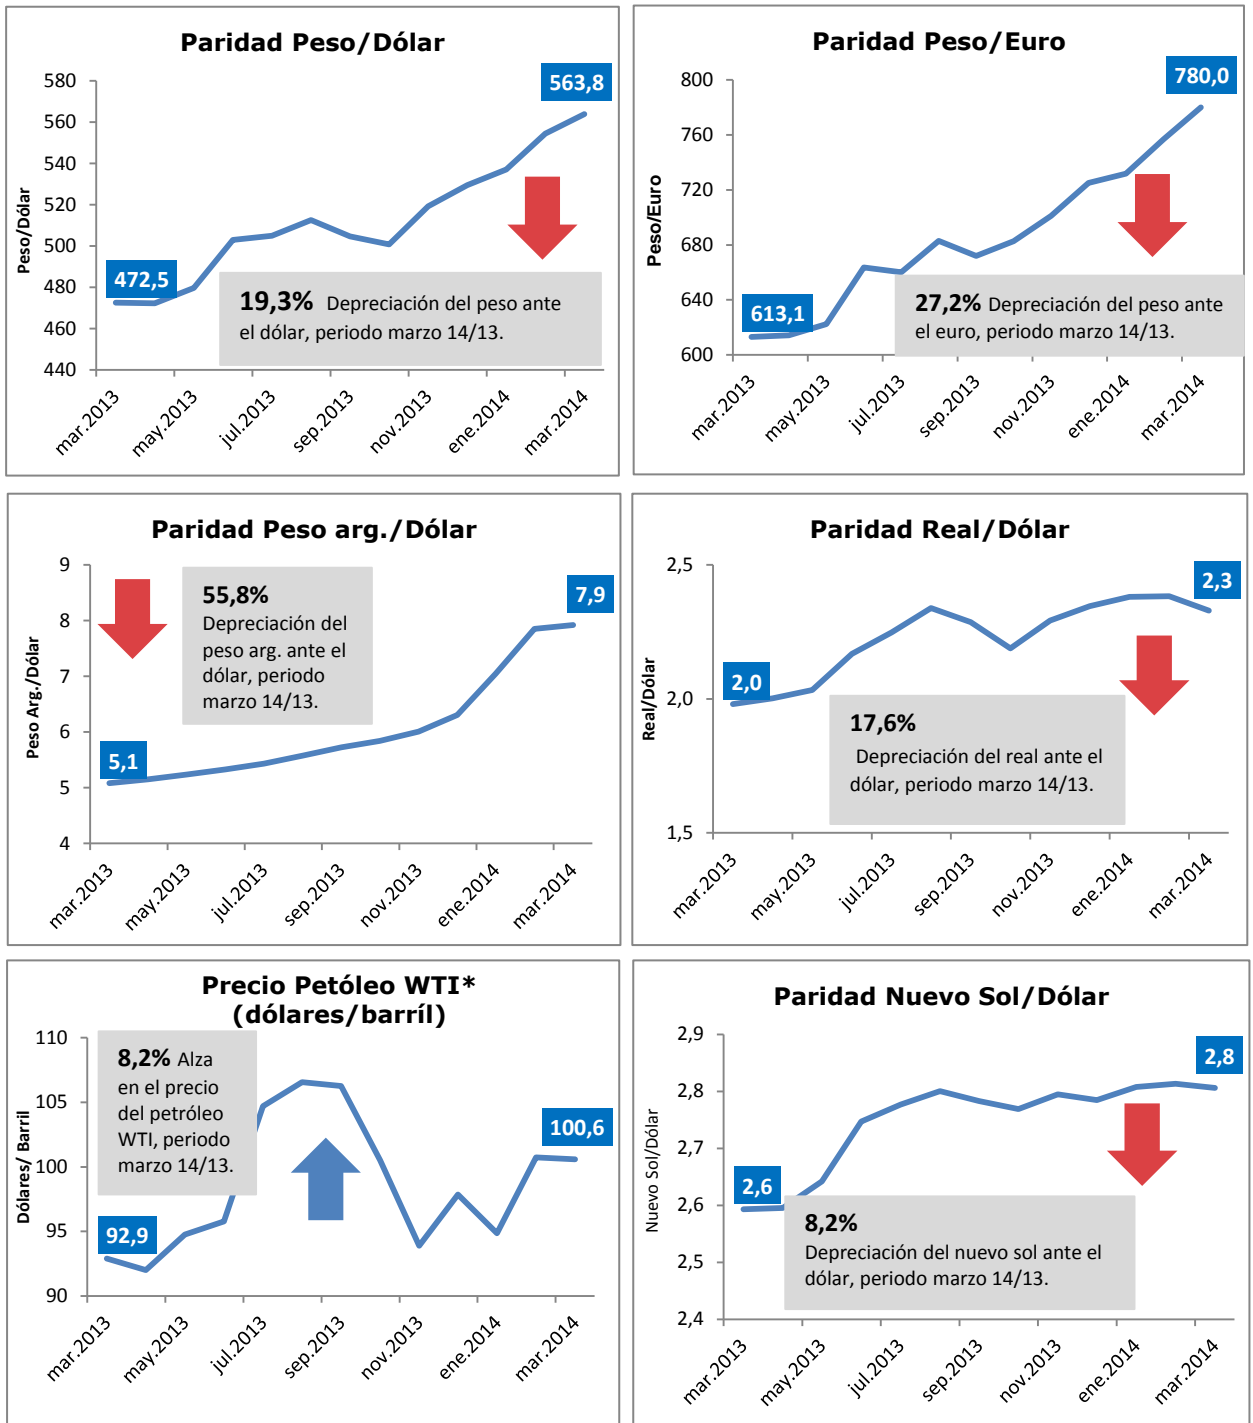 Paridad Peso/Dólar
580
560
540
520
500
480
460
440
Peso/Dólar
472,5
563,8
19,3% Depreciación del peso ante
el dólar, periodo marzo 14/13.
mar.2013
may.2013
jul.2013
sep.2013
nov.2013
ene.2014
mar.2014
Paridad Peso/Euro
800
760
720
680
640
600
Peso/Euro
613,1
780,0
27,2% Depreciación del peso ante
el euro, periodo marzo 14/13.
mar.2013
may.2013
jul.2013
sep.2013
nov.2013
ene.2014
mar.2014
Paridad Peso arg./Dólar
9
8
7
6
5
4
Peso Arg./Dólar
5,1
7,9
55,8%
Depreciación del
peso arg. ante el
dólar, periodo
marzo 14/13.
mar.2013
may.2013
jul.2013
sep.2013
nov.2013
ene.2014
mar.2014
Paridad Real/Dólar
2,5
2,0
1,5
Real/Dólar
2,0
2,3
17,6%
Depreciación del real ante el
dólar, periodo marzo 14/13.
mar.2013
may.2013
jul.2013
sep.2013
nov.2013
ene.2014
mar.2014
Precio Petóleo WTI*
(dólares/barríl)
110
105
100
95
90
Dólares/ Barril
92,9
100,6
8,2% Alza
en el precio
del petróleo
WTI, periodo
marzo 14/13.
mar.2013
may.2013
jul.2013
sep.2013
nov.2013
ene.2014
mar.2014
Paridad Nuevo Sol/Dólar
2,9
2,8
2,7
2,6
2,5
2,4
Nuevo Sol/Dólar
2,6
2,8
8,2%
Depreciación del nuevo sol ante el
dólar, periodo marzo 14/13.
mar.2013
may.2013
jul.2013
sep.2013
nov.2013
ene.2014
mar.2014